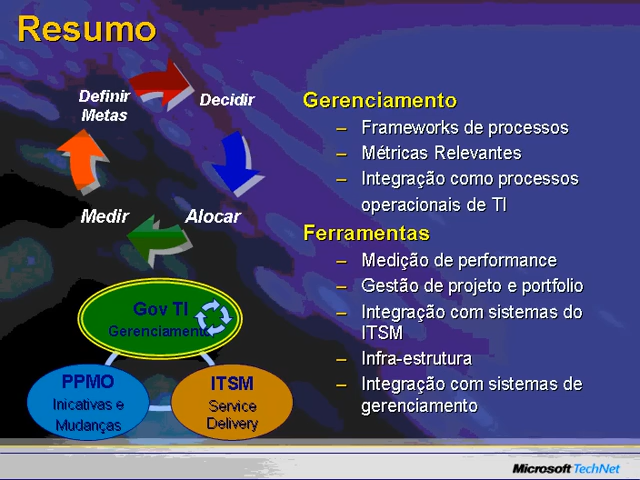 Resumo
Definir
Metas
Decidir
Medir
Alocar
Gov TI
Gerenciamento
PPMO
Inicativas e
Mudanças
ITSM
Service
Delivery
Gerenciamento
– Frameworks de processos
– Métricas Relevantes
– Integração como processos
operacionais de TI
Ferramentas
– Medição de performance
– Gestão de projeto e portfolio
– Integração com sistemas do
ITSM
– Infra-estrutura
– Integração com sistemas de
gerenciamento
Microsoft TechNet